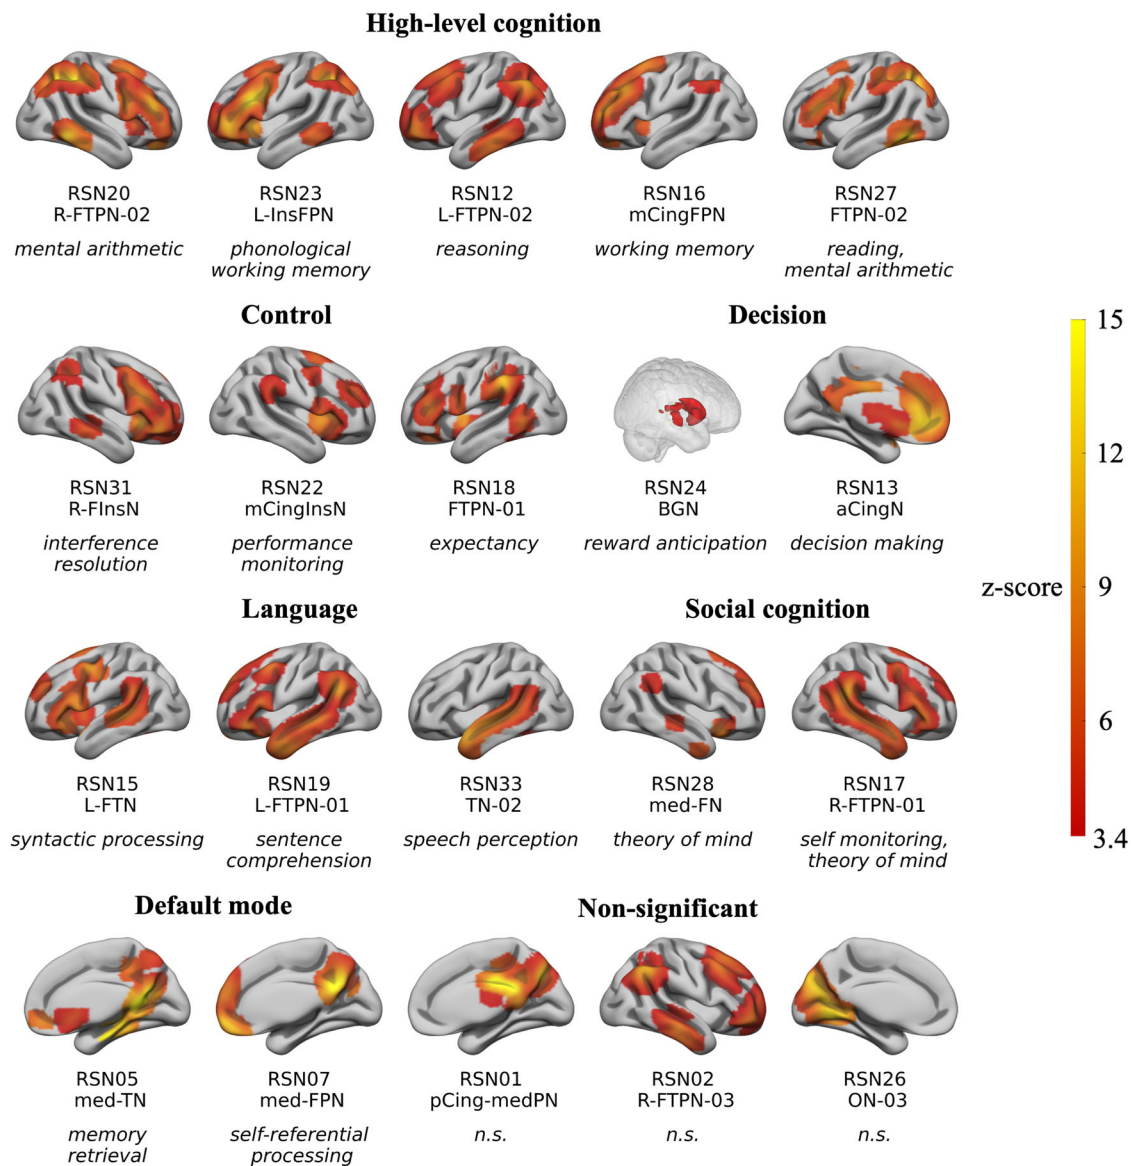 High-level cognition
RSN20
R-FTPN-02
mental arithmetic
RSN23
L-InsFPN
phonological
working memory
RSN12
L-FTPN-02
reasoning
RSN16
mCingFPN
working memory
RSN27
FTPN-02
reading,
mental arithmetic
Control
RSN31
R-FInsN
interference
resolution
RSN22
mCingInsN
performance
monitoring
RSN18
FTPN-01
expectancy
Decision
RSN24
BGN
reward anticipation
RSN13
aCingN
decision making
Language
RSN15
L-FTN
syntactic processing
RSN19
L-FTPN-01
sentence
comprehension
RSN33
TN-02
speech perception
Social cognition
RSN28
med-FN
theory of mind
RSN17
R-FTPN-01
self monitoring,
theory of mind
Default mode
RSN05
med-TN
memory
retrieval
RSN07
med-FPN
self-referential
processing
Non-significant
RSN01
pCing-medPN
n.s.
RSN02
R-FTPN-03
n.s.
RSN26
ON-03
n.s.
z-score
15
12
9
6
3.4